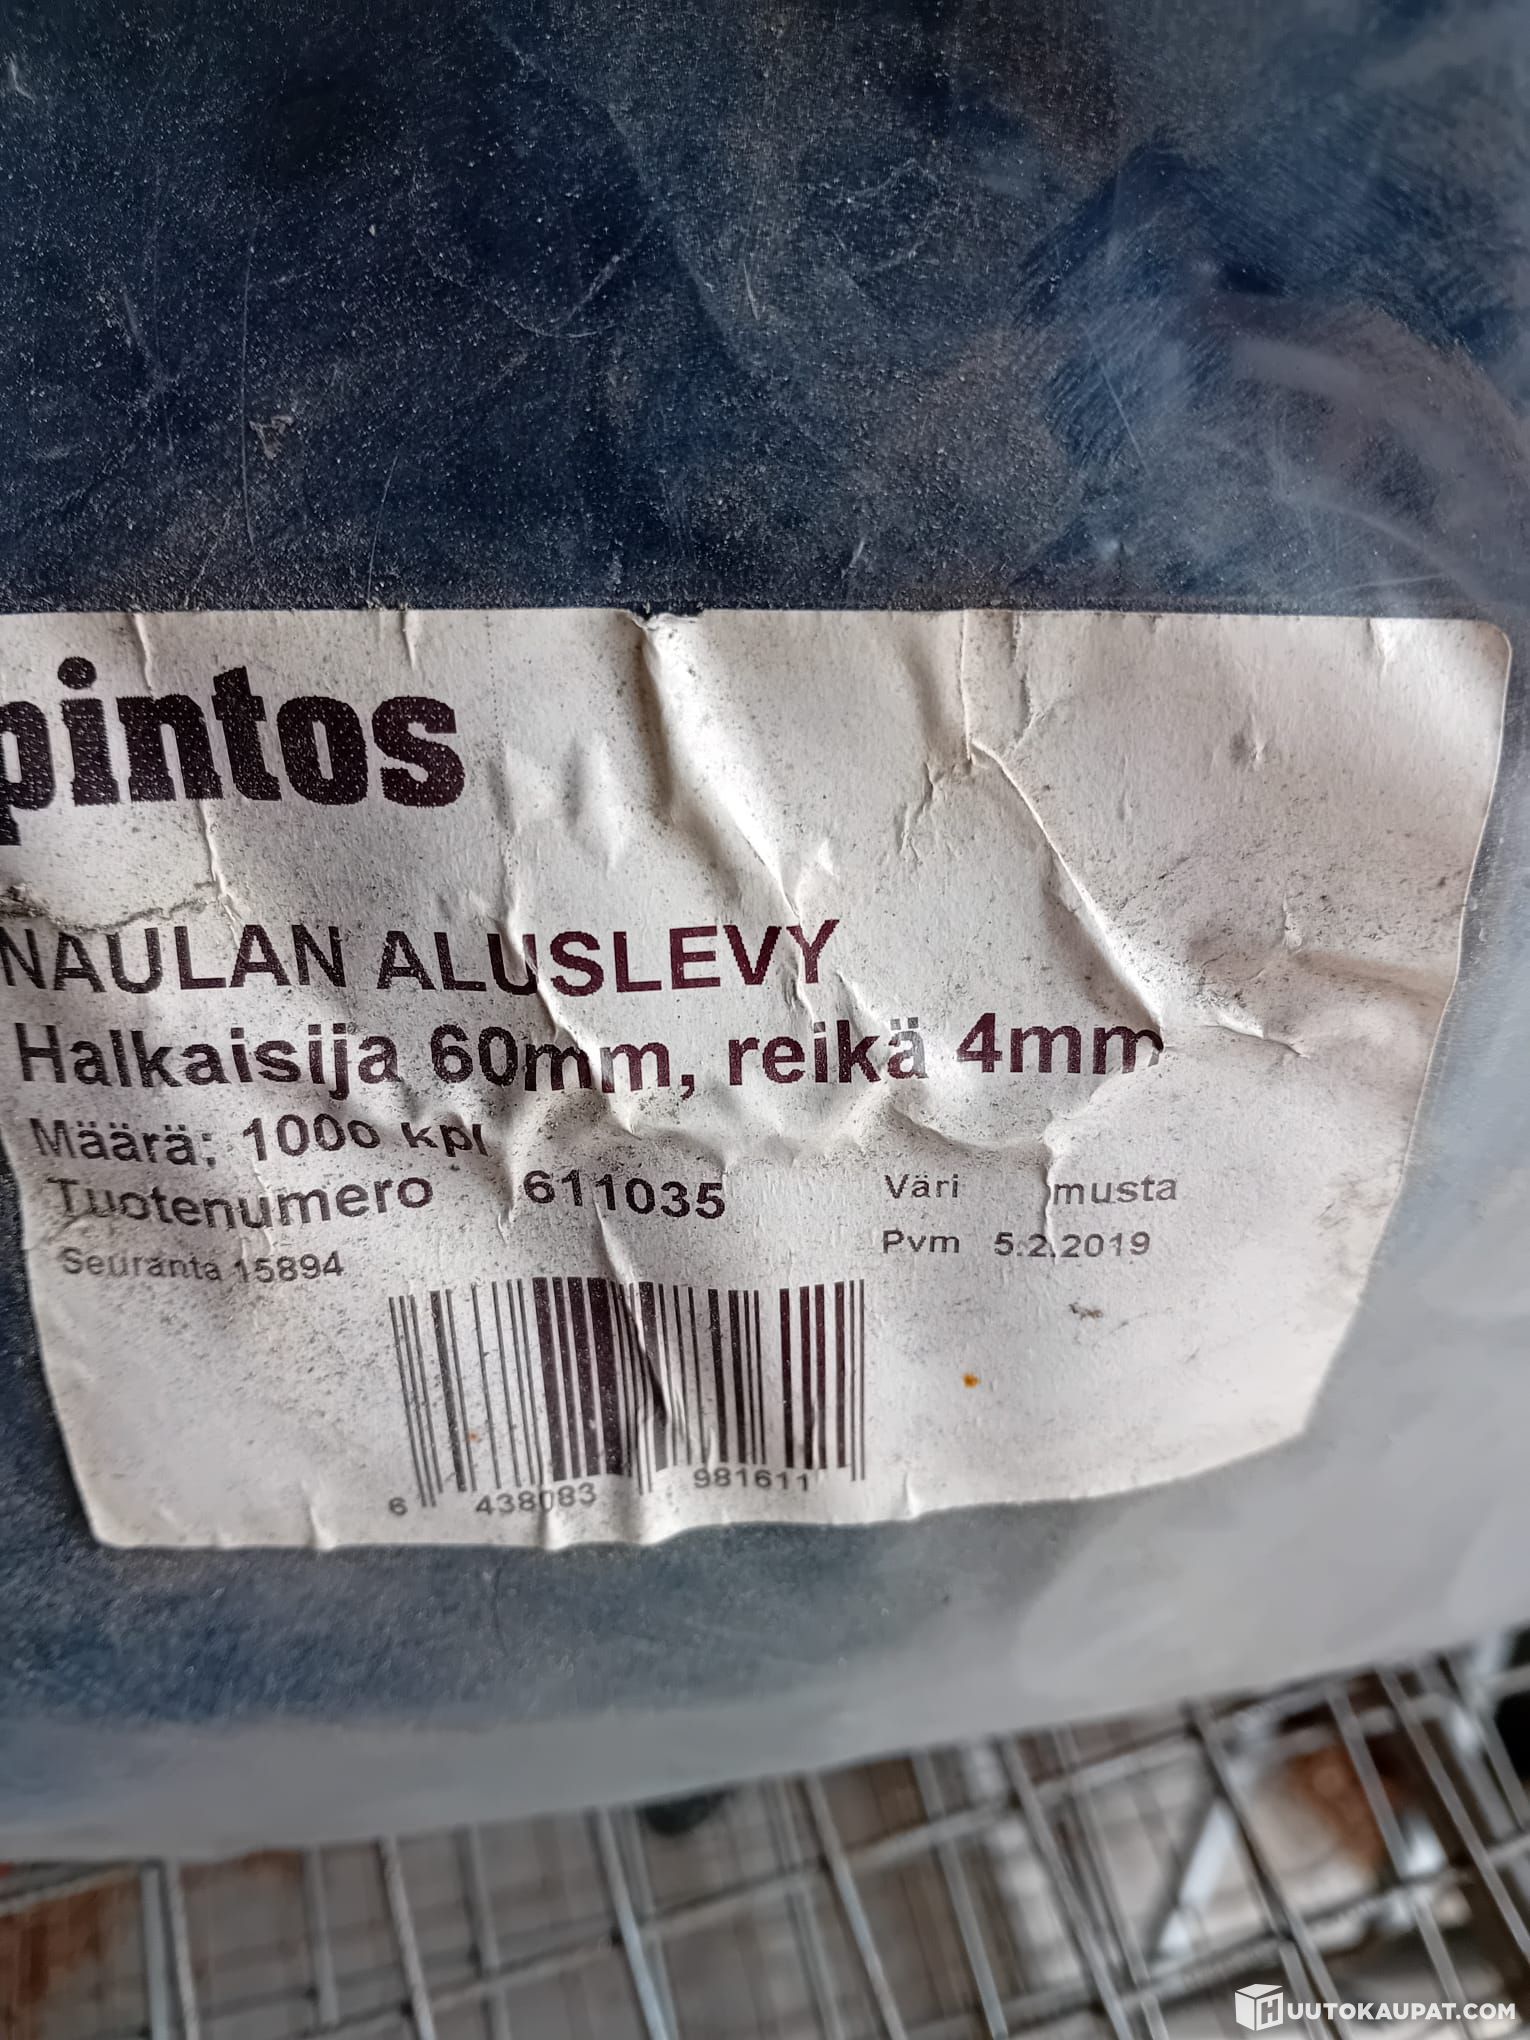 pintos
NAULAN ALUSLEVY
Halkaisija 60mm, reikä 4mm
Määrä: 1000 kpl
Tuotenumero 611035 Väri musta
Seuranta 15894 Pvm 5.2.2019
6 438083 981611
HUUTOKAUPAT.COM